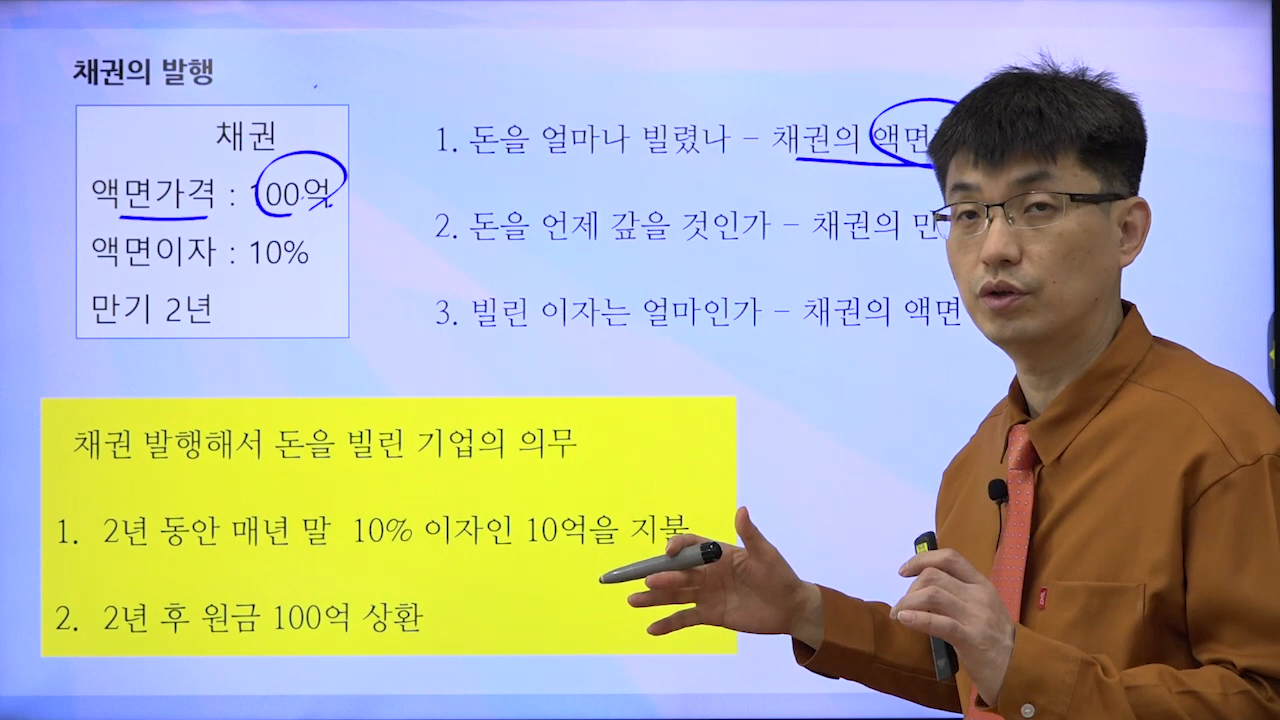 채권의 발행
채권
액면가격 : 100억
액면이자 : 10%
만기 2년
1. 돈을 얼마나 빌렸나 – 채권의 액면
2. 돈을 언제 갚을 것인가 – 채권의 만
3. 빌린 이자는 얼마인가 – 채권의 액면
채권 발행해서 돈을 빌린 기업의 의무
1. 2년 동안 매년 말 10% 이자인 10억을 지불
2. 2년 후 원금 100억 상환